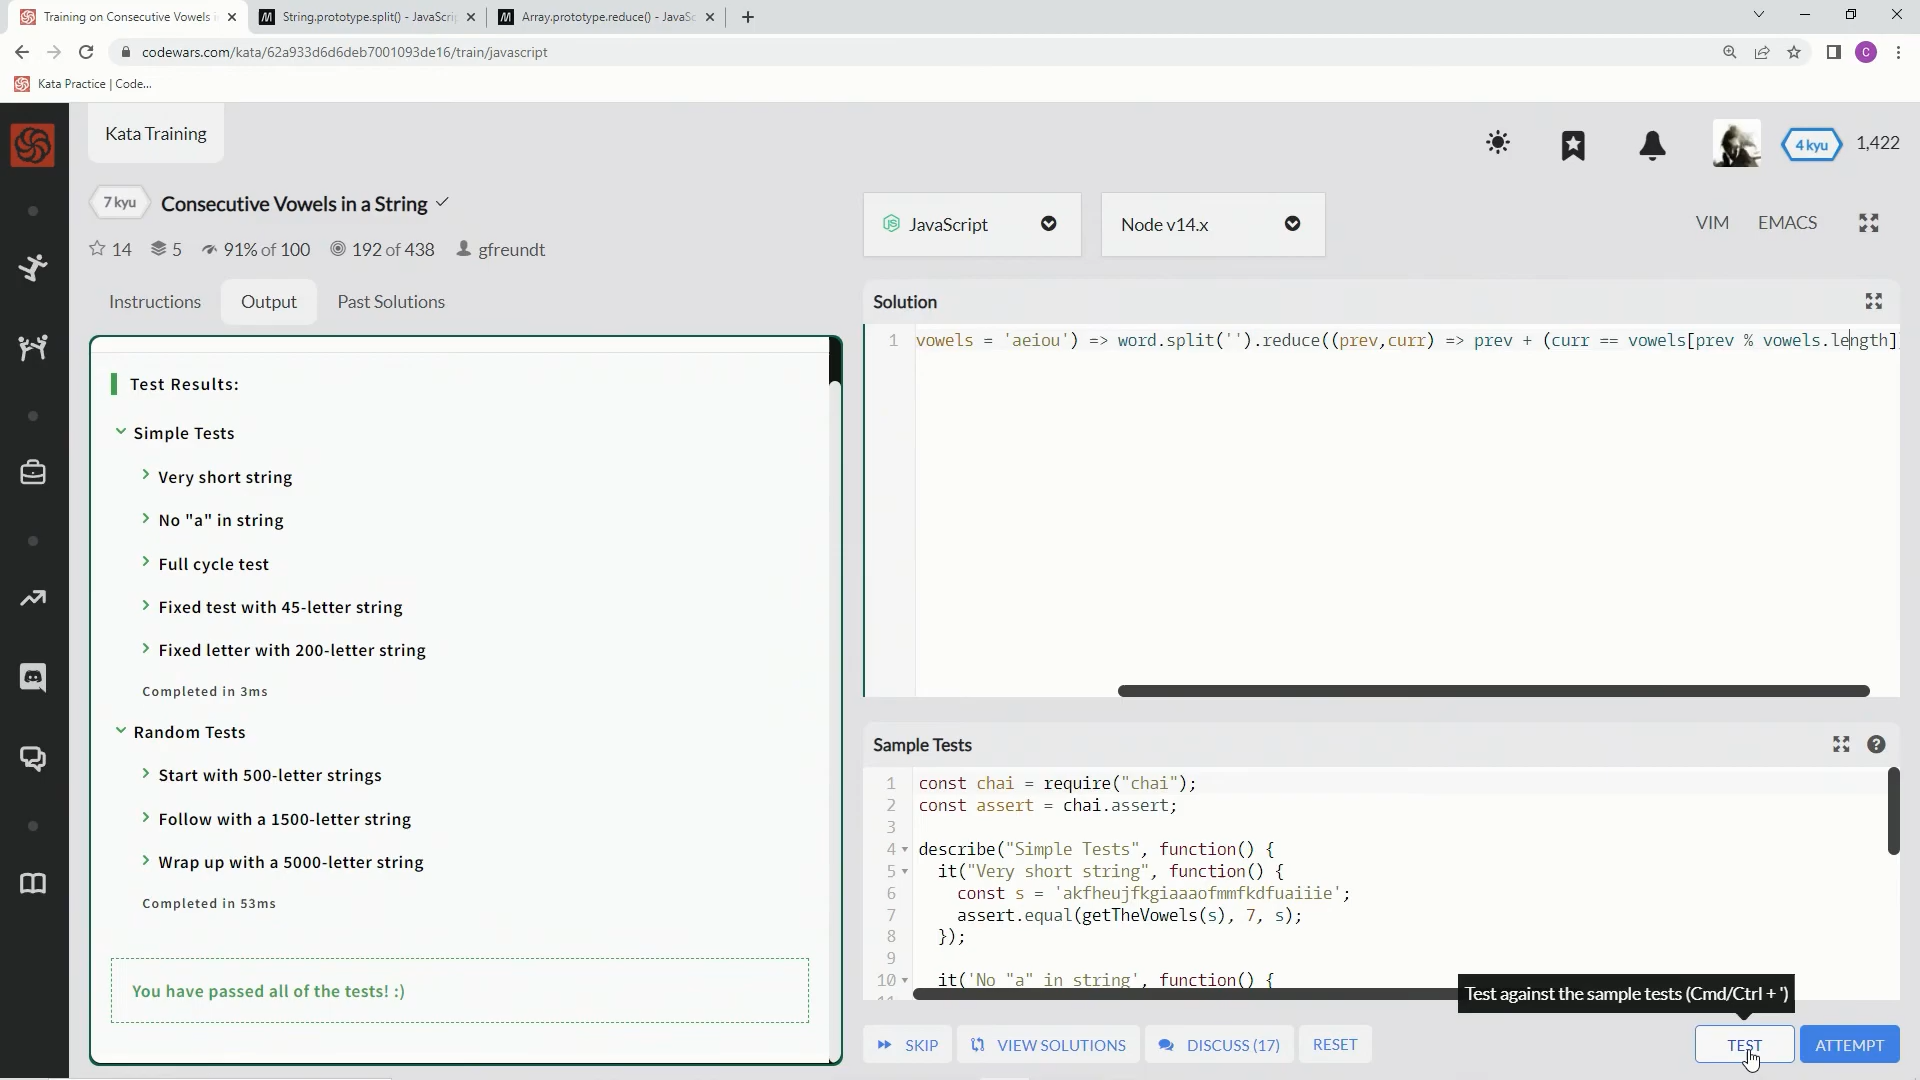 Training on Consecutive Vowels i
String.prototype.split() - JavaScri
Array.prototype.reduce() - JavaSc
codewars.com/kata/62a933d6d6deb7001093de16/train/javascript
C
Kata Practice | Code...
Kata Training
4 kyu
1,422
7 kyu
Consecutive Vowels in a String
14
5
91% of 100
192 of 438
gfreundt
JavaScript
Node v14.x
VIM
EMACS
Instructions
Output
Past Solutions
Solution
1 vowels = 'aeiou') => word.split('').reduce((prev,curr) => prev + (curr == vowels[prev % vowels.length]
Test Results:
Simple Tests
Very short string
No "a" in string
Full cycle test
Fixed test with 45-letter string
Fixed letter with 200-letter string
Completed in 3ms
Random Tests
Start with 500-letter strings
Follow with a 1500-letter string
Wrap up with a 5000-letter string
Completed in 53ms
You have passed all of the tests! :)
Sample Tests
1 const chai = require("chai");
2 const assert = chai.assert;
3
4 describe("Simple Tests", function() {
5 it("Very short string", function() {
6 const s = 'akfheujfkgiaaaofmmfkdfuaiiie';
7 assert.equal(getTheVowels(s), 7, s);
8 });
9
10 it('No "a" in string', function() {
11
Test against the sample tests (Cmd/Ctrl + ')
SKIP
VIEW SOLUTIONS
DISCUSS (17)
RESET
TEST
ATTEMPT